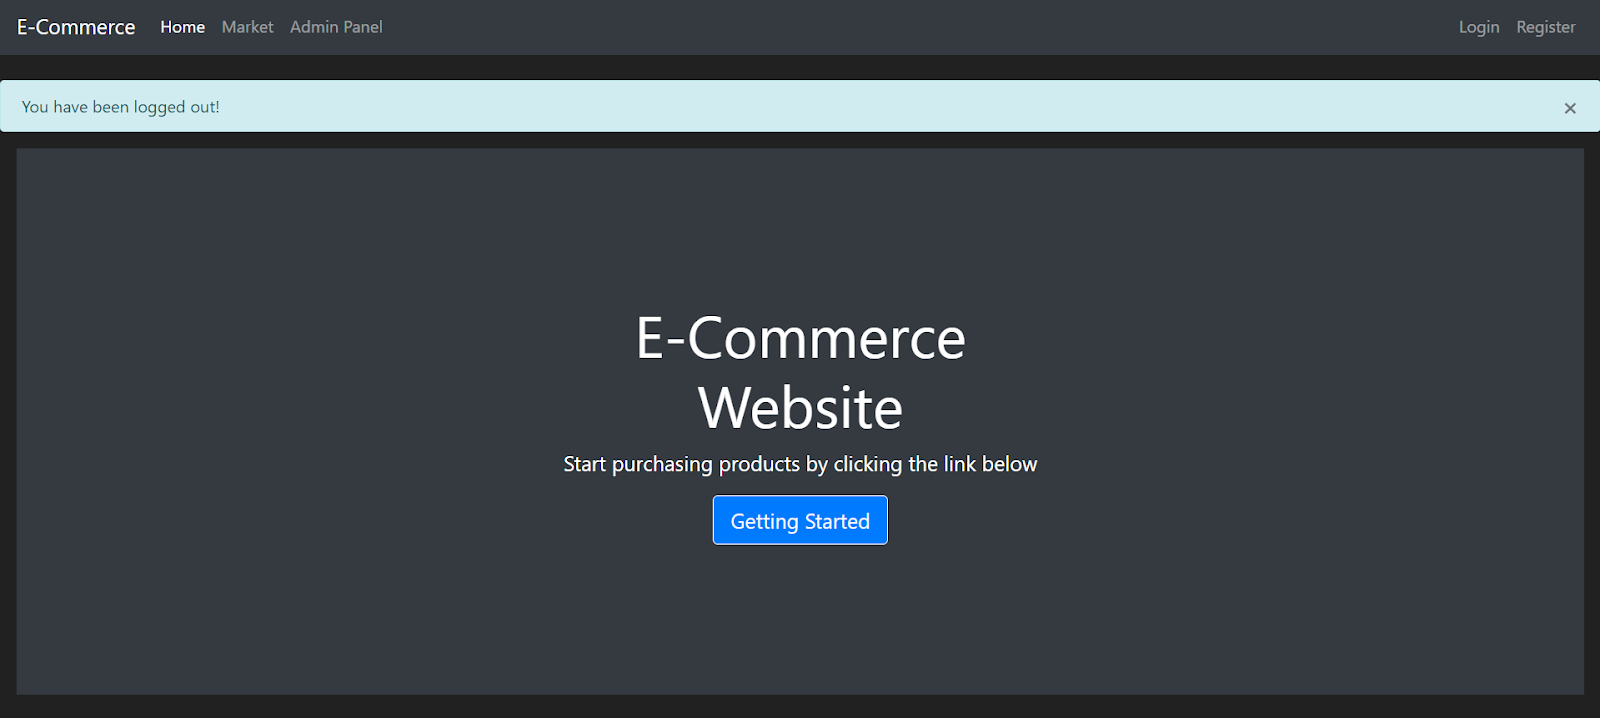 E-Commerce Home Market Admin Panel Login Register
You have been logged out! ×
E-Commerce
Website
Start purchasing products by clicking the link below
Getting Started